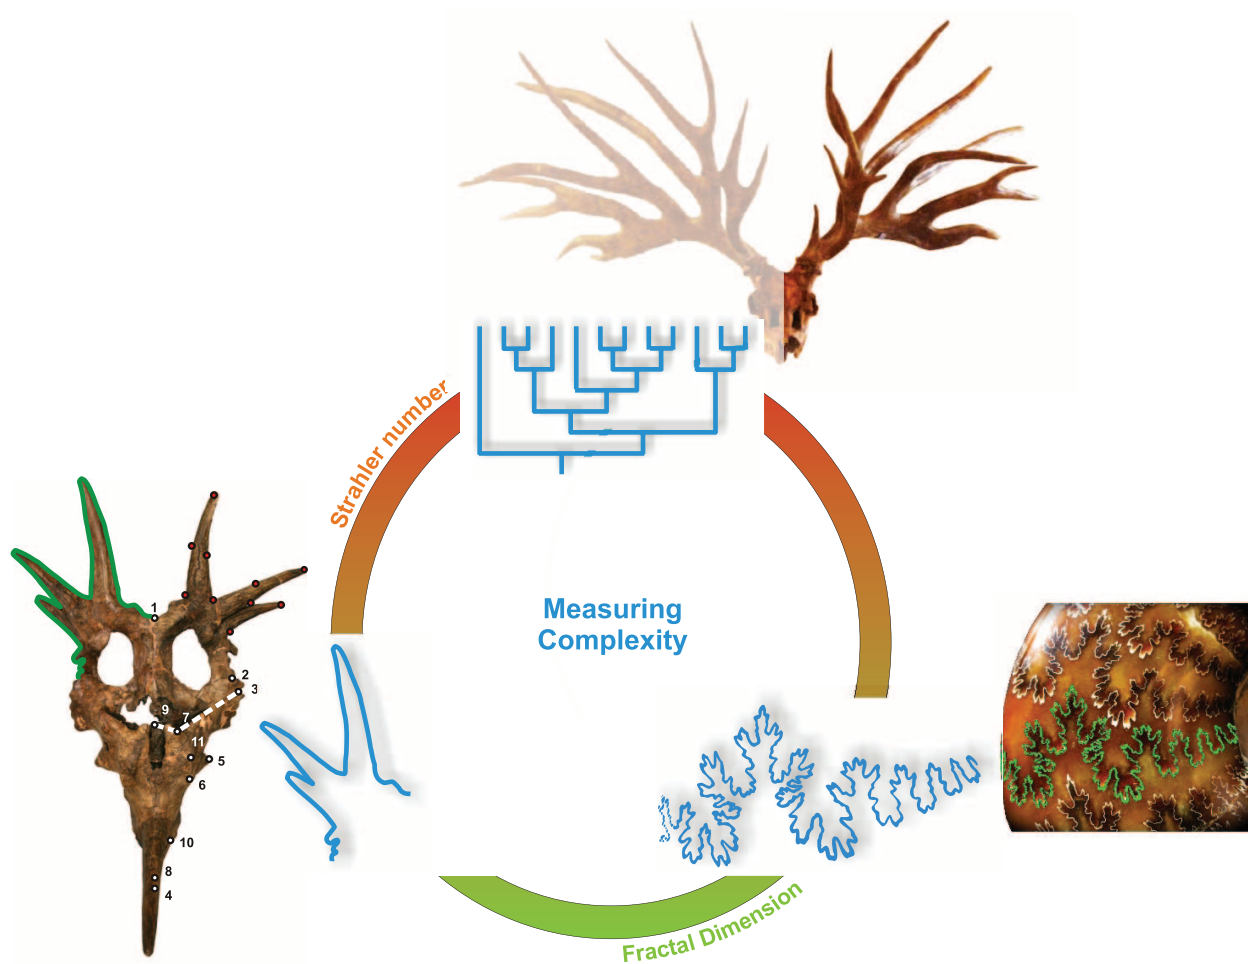 Strahler number
Measuring
Complexity
1
2
3
9
7
11
5
6
10
8
4
Fractal Dimension